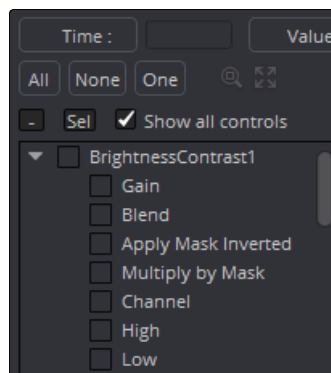 Time : Value
All None One
- Sel Show all controls
BrightnessContrast1
Gain
Blend
Apply Mask Inverted
Multiply by Mask
Channel
High
Low